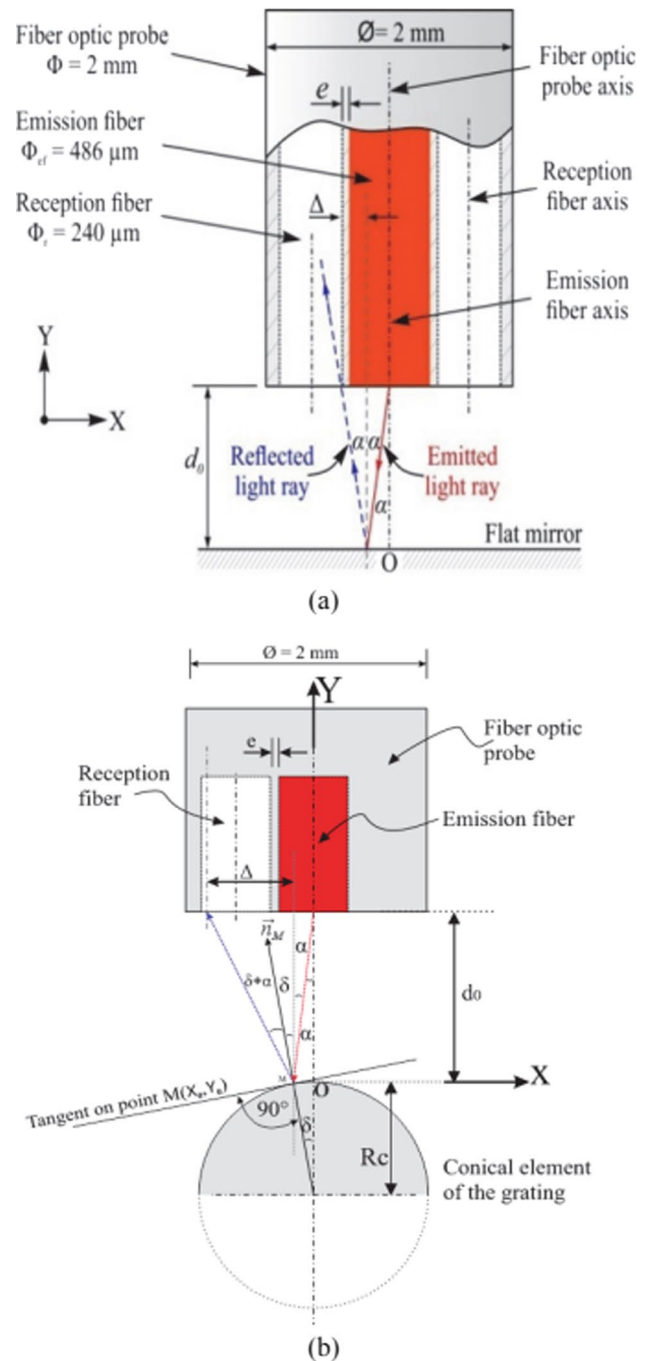 Ø= 2 mm
Fiber optic probe
Φ = 2 mm
Fiber optic
probe axis
e
Emission fiber
Φef = 486 µm
Reception
fiber axis
Reception fiber
Φr = 240 µm
Δ
Emission
fiber axis
Y
X
d0
Reflected
light ray
α
α
Emitted
light ray
α
Flat mirror
O
(a)
Ø = 2 mm
Y
Fiber optic
probe
e
Reception
fiber
Emission fiber
Δ
n⃗M
α
δ+α
δ
d0
α
M
O
X
Tangent on point M(Xₐ,Yₐ)
90°
δ
Rc
Conical element
of the grating
(b)